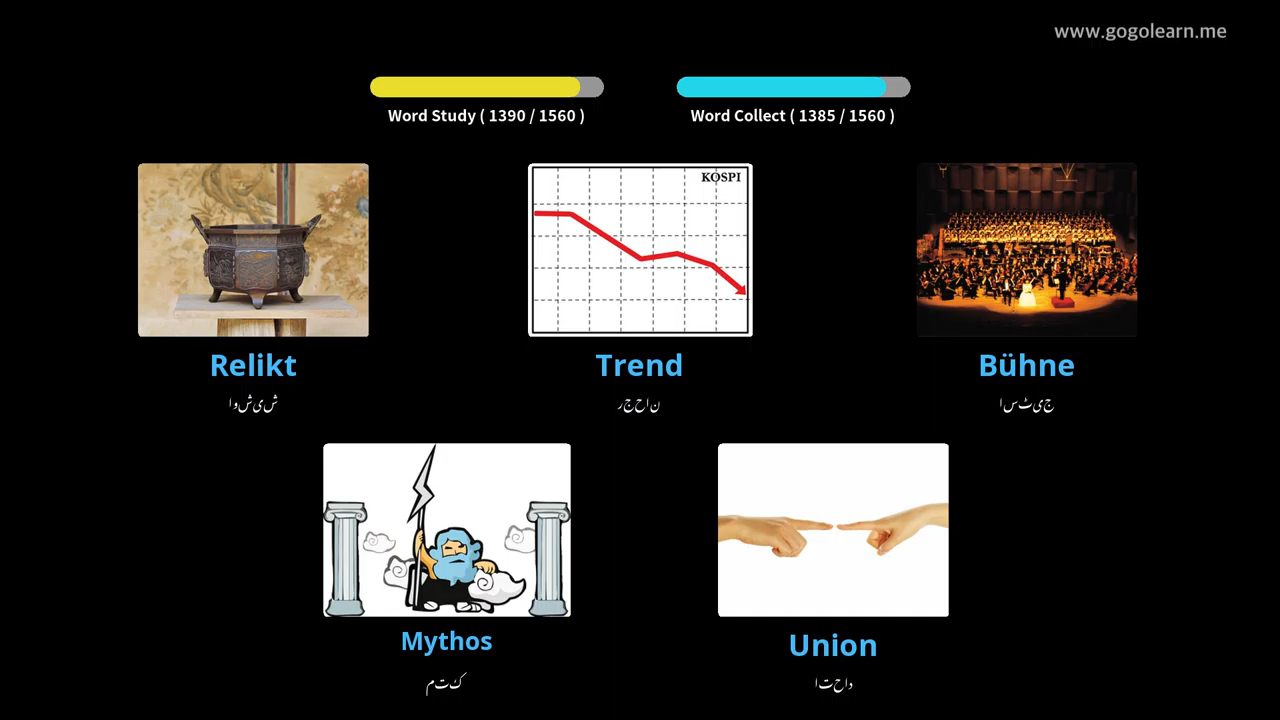 www.gogolearn.me
Word Study ( 1390 / 1560 )
Word Collect ( 1385 / 1560 )
Relikt
Trend
Bühne
اوشیش
رجحان
اسٹیج
KOSPI
Mythos
Union
متک
اتحاد